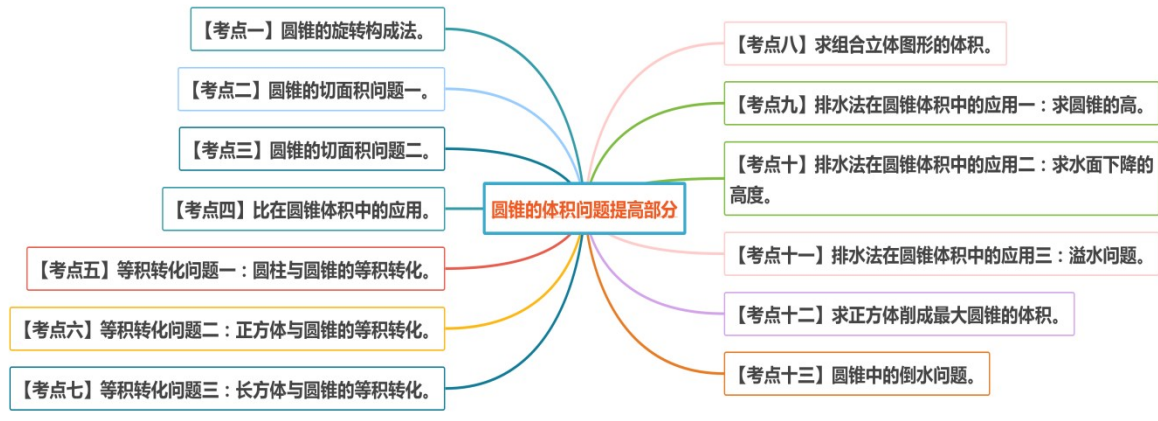 【考点一】圆锥的旋转构成法。
【考点二】圆锥的切面积问题一。
【考点三】圆锥的切面积问题二。
【考点四】比在圆锥体积中的应用。
【考点五】等积转化问题一：圆柱与圆锥的等积转化。
【考点六】等积转化问题二：正方体与圆锥的等积转化。
【考点七】等积转化问题三：长方体与圆锥的等积转化。
圆锥的体积问题提高部分
【考点八】求组合立体图形的体积。
【考点九】排水法在圆锥体积中的应用一：求圆锥的高。
【考点十】排水法在圆锥体积中的应用二：求水面下降的
高度。
【考点十一】排水法在圆锥体积中的应用三：溢水问题。
【考点十二】求正方体削成最大圆锥的体积。
【考点十三】圆锥中的倒水问题。